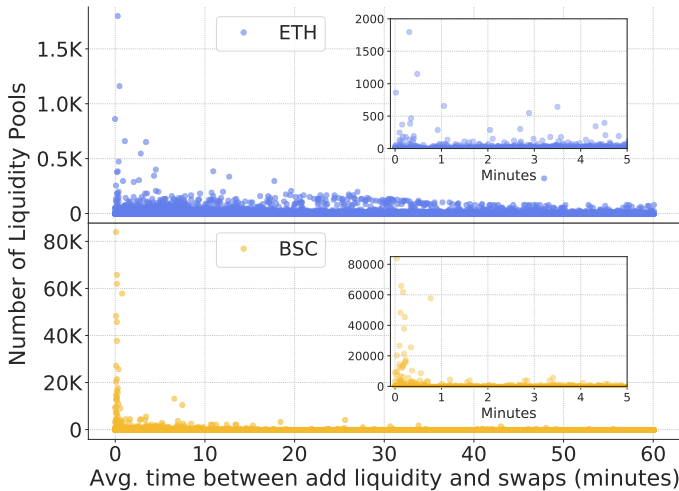 Number of Liquidity Pools
ETH
1.5K
1.0K
0.5K
0
2000
1500
1000
500
0
0 1 2 3 4 5
Minutes
BSC
80K
60K
40K
20K
0
80000
60000
40000
20000
0
0 1 2 3 4 5
Minutes
0 10 20 30 40 50 60
Avg. time between add liquidity and swaps (minutes)